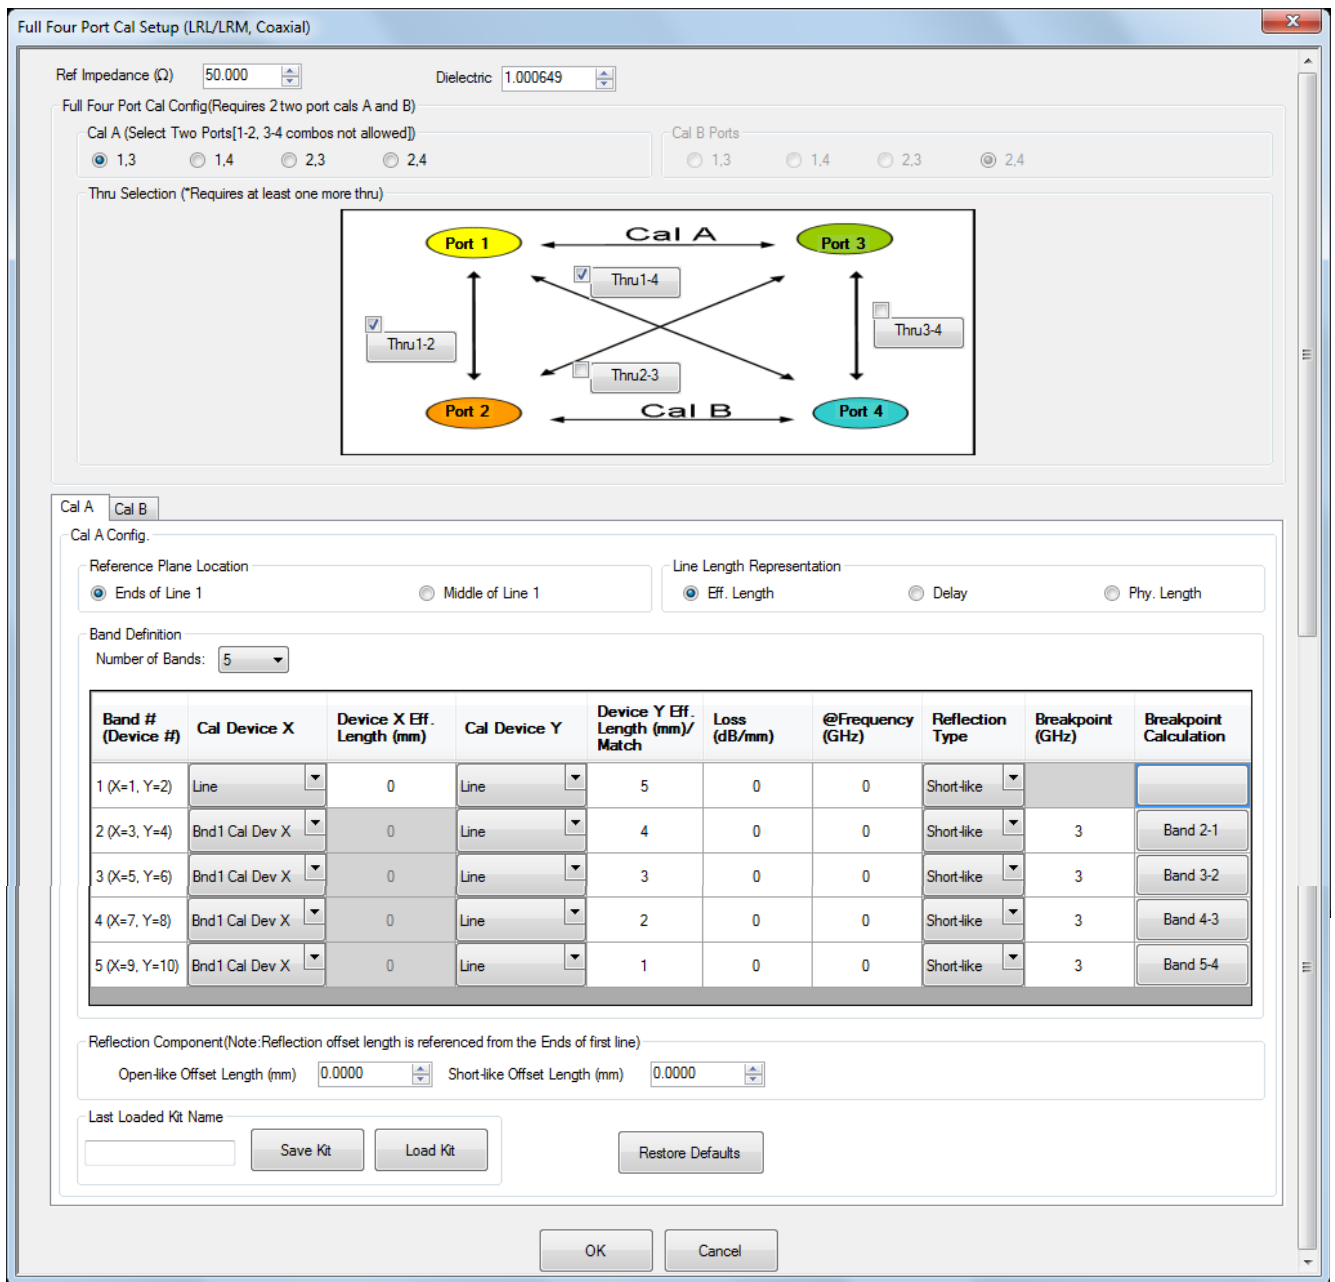 Full Four Port Cal Setup (LRL/LRM, Coaxial)
Ref Impedance (Ω) 50.000 Dielectric 1.000649
Full Four Port Cal Config(Requires 2 two port cals A and B)
Cal A (Select Two Ports[1-2, 3-4 combos not allowed]) Cal B Ports
1,3 1,4 2,3 2,4 1,3 1,4 2,3 2,4
Thru Selection (*Requires at least one more thru)
Port 1 Cal A Port 3
Thru1-4
Thru1-2 Thru3-4
Thru2-3
Port 2 Cal B Port 4
Cal A Cal B
Cal A Config.
Reference Plane Location Line Length Representation
Ends of Line 1 Middle of Line 1 Eff. Length Delay Phy. Length
Band Definition
Number of Bands: 5
Band # (Device #) Cal Device X Device X Eff. Length (mm) Cal Device Y Device Y Eff. Length (mm)/ Match Loss (dB/mm) @Frequency (GHz) Reflection Type Breakpoint (GHz) Breakpoint Calculation
1 (X=1, Y=2) Line 0 Line 5 0 0 Short-like
2 (X=3, Y=4) Bnd1 Cal Dev X 0 Line 4 0 0 Short-like 3 Band 2-1
3 (X=5, Y=6) Bnd1 Cal Dev X 0 Line 3 0 0 Short-like 3 Band 3-2
4 (X=7, Y=8) Bnd1 Cal Dev X 0 Line 2 0 0 Short-like 3 Band 4-3
5 (X=9, Y=10) Bnd1 Cal Dev X 0 Line 1 0 0 Short-like 3 Band 5-4
Reflection Component(Note:Reflection offset length is referenced from the Ends of first line)
Open-like Offset Length (mm) 0.0000 Short-like Offset Length (mm) 0.0000
Last Loaded Kit Name
Save Kit Load Kit Restore Defaults
OK Cancel